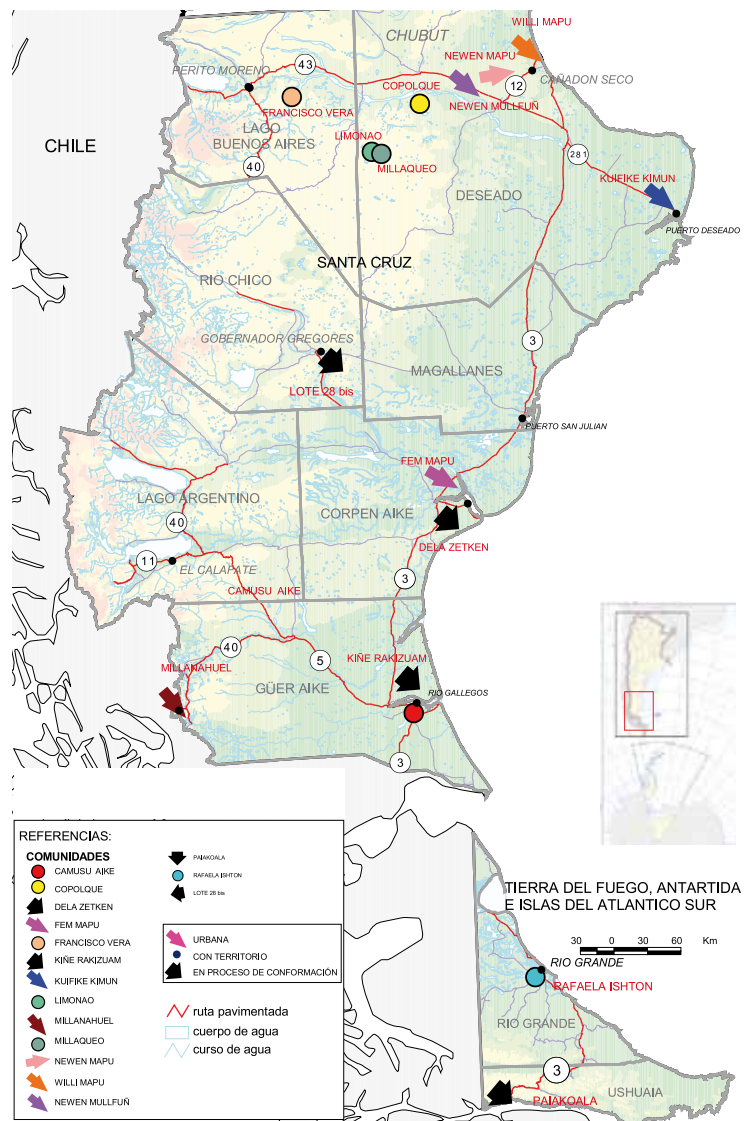 WILLI MAPU
CHUBUT
NEWEN MAPU
43
PERITO MORENO
COPOLQUE
CAÑADON SECO
12
FRANCISCO VERA
NEWEN MULLFUÑ
LAGO
BUENOS AIRES
LIMONAO
CHILE
MILLAQUEO
281
40
KUIFIKE KIMUN
DESEADO
PUERTO DESEADO
SANTA CRUZ
RIO CHICO
GOBERNADOR GREGORES
3
MAGALLANES
LOTE 28 bis
PUERTO SAN JULIAN
FEM MAPU
LAGO ARGENTINO
CORPEN AIKE
40
DELA ZETKEN
11
EL CALAFATE
3
CAMUSU AIKE
40
KIÑE RAKIZUAM
5
MILLANAHUEL
GÜER AIKE
RIO GALLEGOS
3
REFERENCIAS:
COMUNIDADES
CAMUSU AIKE
COPOLQUE
DELA ZETKEN
FEM MAPU
FRANCISCO VERA
KIÑE RAKIZUAM
KUIFIKE KIMUN
LIMONAO
MILLANAHUEL
MILLAQUEO
NEWEN MAPU
WILLI MAPU
NEWEN MULLFUÑ
PAIAKOALA
RAFAELA ISHTON
LOTE 28 bis
URBANA
CON TERRITORIO
EN PROCESO DE CONFORMACIÓN
ruta pavimentada
cuerpo de agua
curso de agua
TIERRA DEL FUEGO, ANTARTIDA
E ISLAS DEL ATLANTICO SUR
30 0 30 60 Km
RIO GRANDE
RAFAELA ISHTON
RIO GRANDE
3
USHUAIA
PAIAKOALA